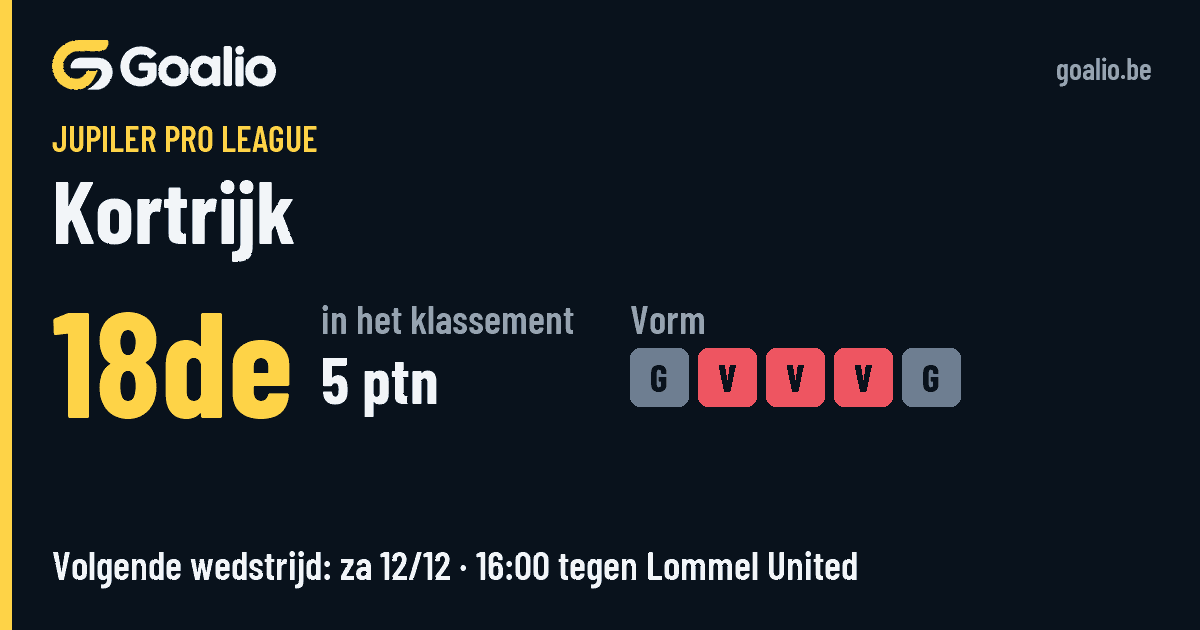 Goalio
goalio.be
JUPILER PRO LEAGUE
Kortrijk
18de
in het klassement
5 ptn
Vorm
G V V V G
Volgende wedstrijd: za 12/12 · 16:00 tegen Lommel United